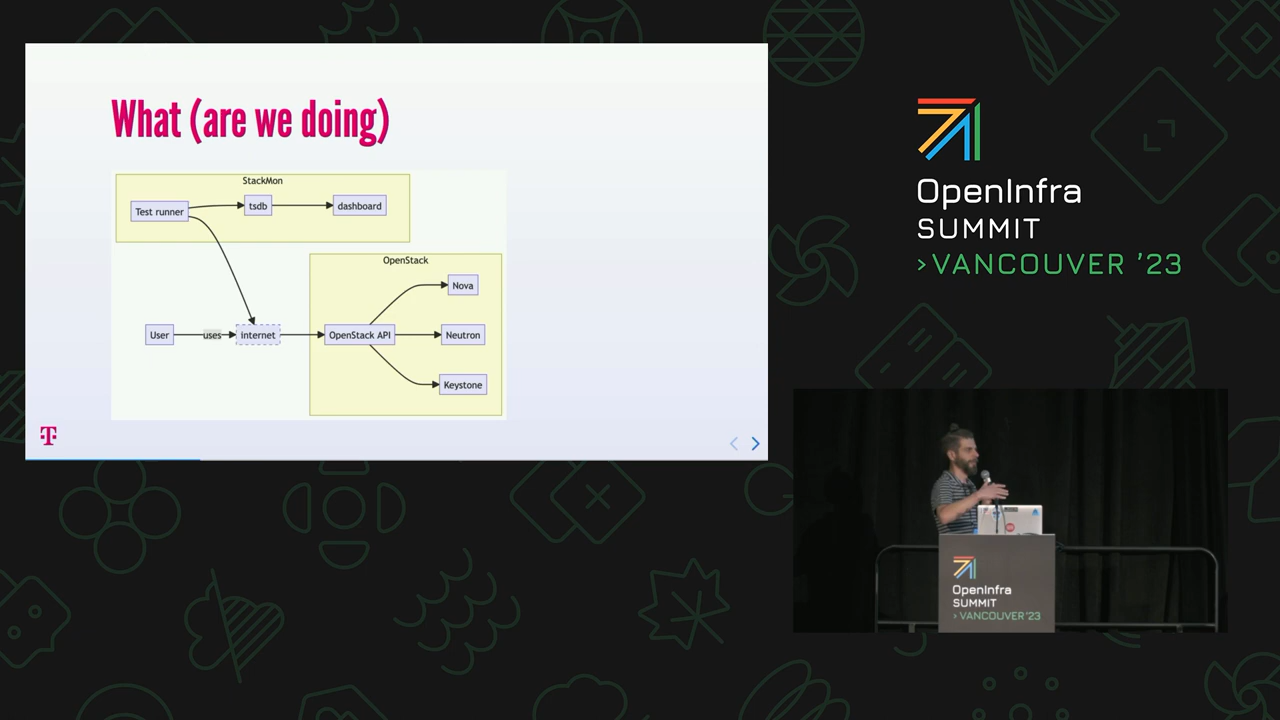 What (are we doing)
StackMon
Test runner
tsdb
dashboard
OpenStack
Nova
User
uses
internet
OpenStack API
Neutron
Keystone
T
OpenInfra
SUMMIT
>VANCOUVER '23
OpenInfra
SUMMIT
>VANCOUVER '23